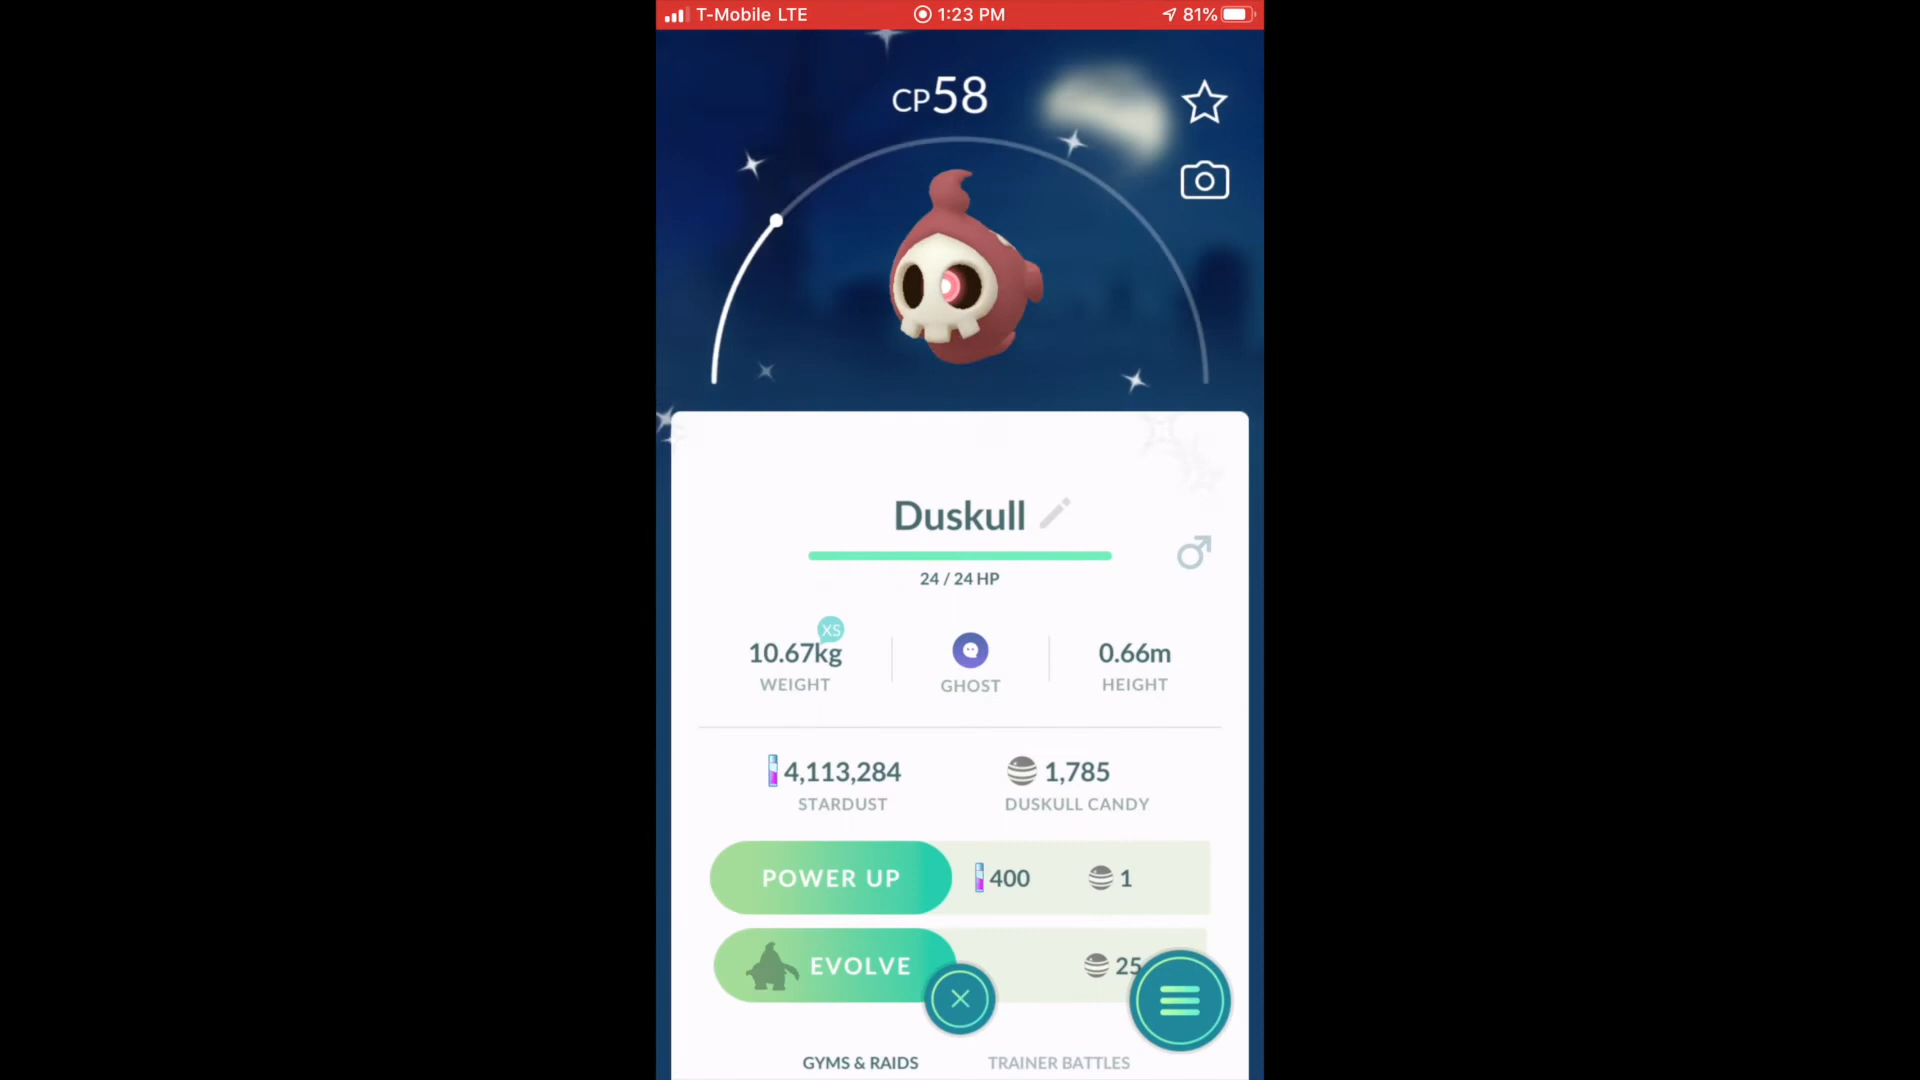 T-Mobile LTE 1:23 PM 81%
CP58
Duskull
24 / 24 HP
XS
10.67kg 0.66m
WEIGHT GHOST HEIGHT
4,113,284 1,785
STARDUST DUSKULL CANDY
POWER UP 400 1
EVOLVE 25
GYMS & RAIDS TRAINER BATTLES